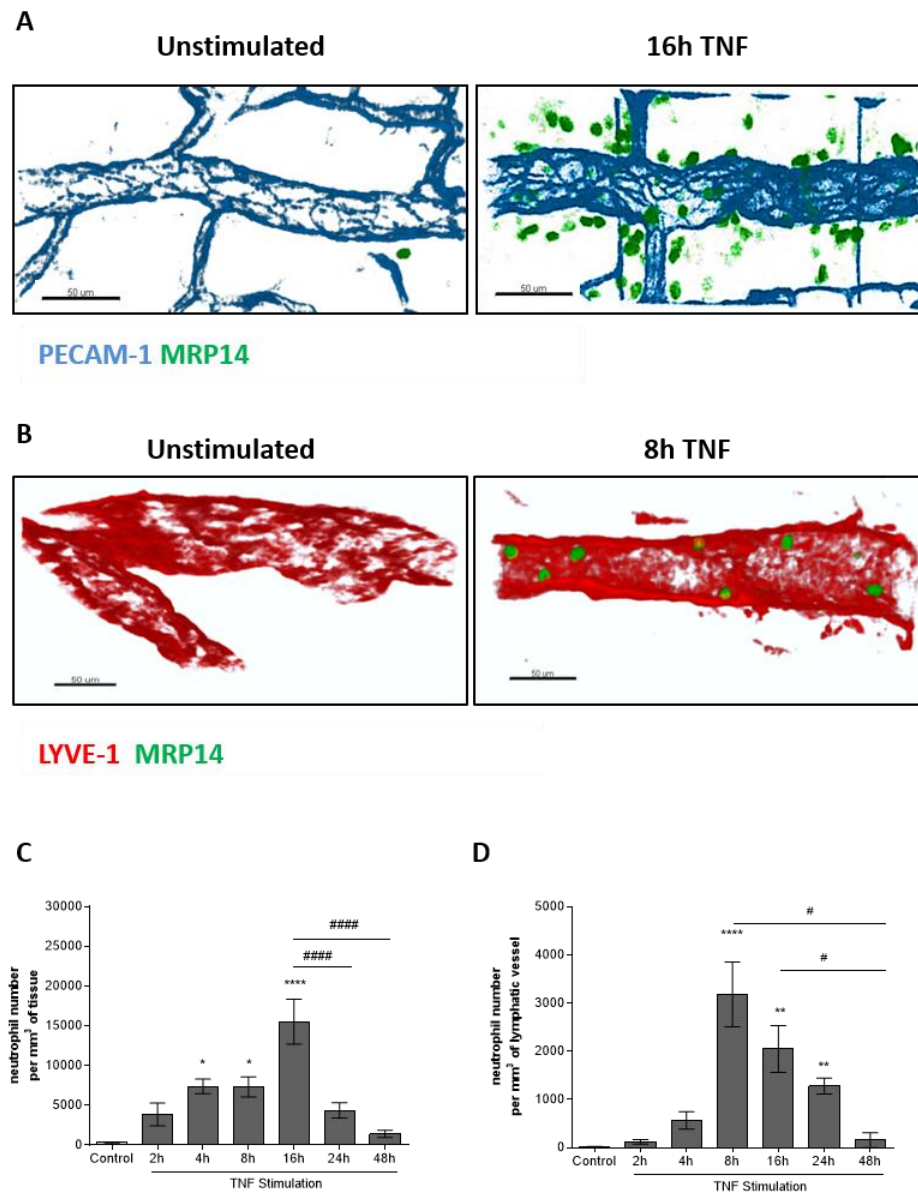 A
Unstimulated
16h TNF
50 um
50 um
PECAM-1 MRP14
B
Unstimulated
8h TNF
50 um
50 um
LYVE-1 MRP14
C
neutrophil number
per mm³ of tissue
30000
25000
20000
15000
10000
5000
0
*
*
****
####
####
Control 2h 4h 8h 16h 24h 48h
TNF Stimulation
D
neutrophil number
per mm³ of lymphatic vessel
5000
4000
3000
2000
1000
0
****
**
**
#
#
Control 2h 4h 8h 16h 24h 48h
TNF Stimulation